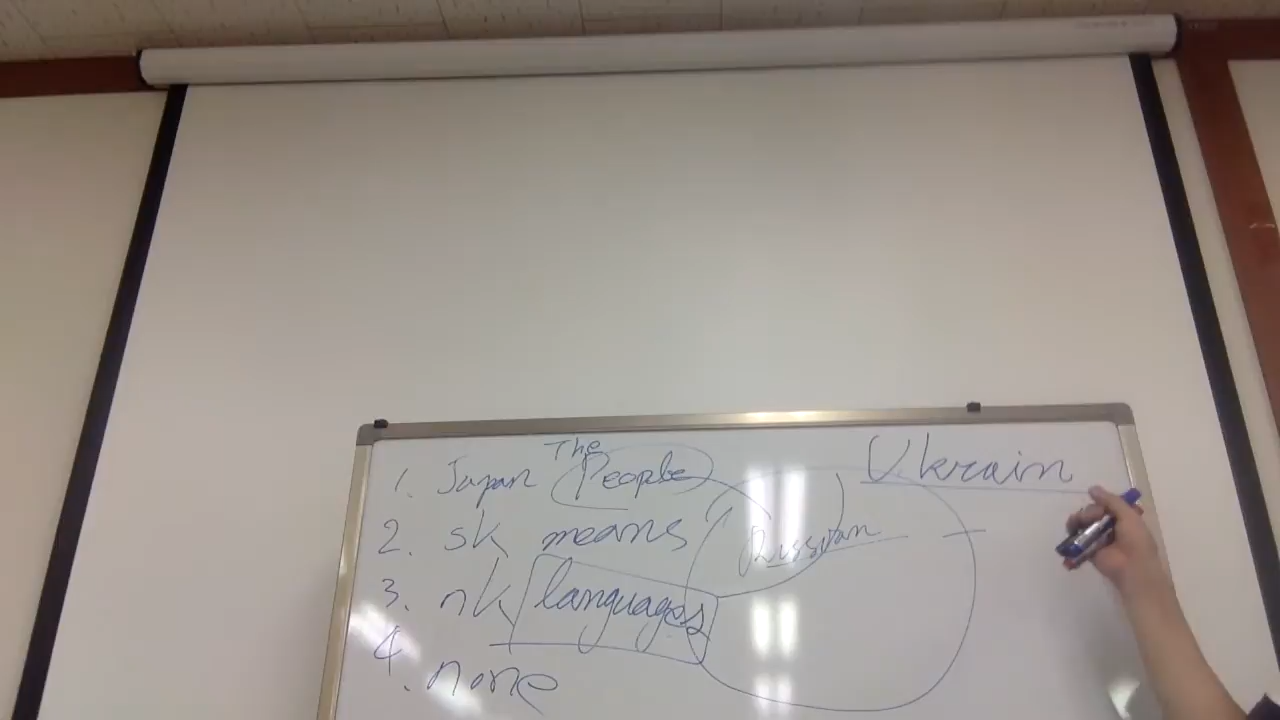 Ukrain
The
1. Japan People
2. sk means Russian
3. nk languages
4. none